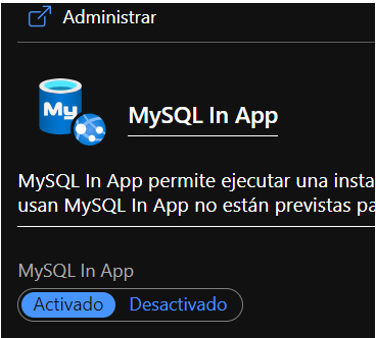 Administrar
My
MySQL In App
MySQL In App permite ejecutar una insta
usan MySQL In App no están previstas pa
MySQL In App
Activado Desactivado